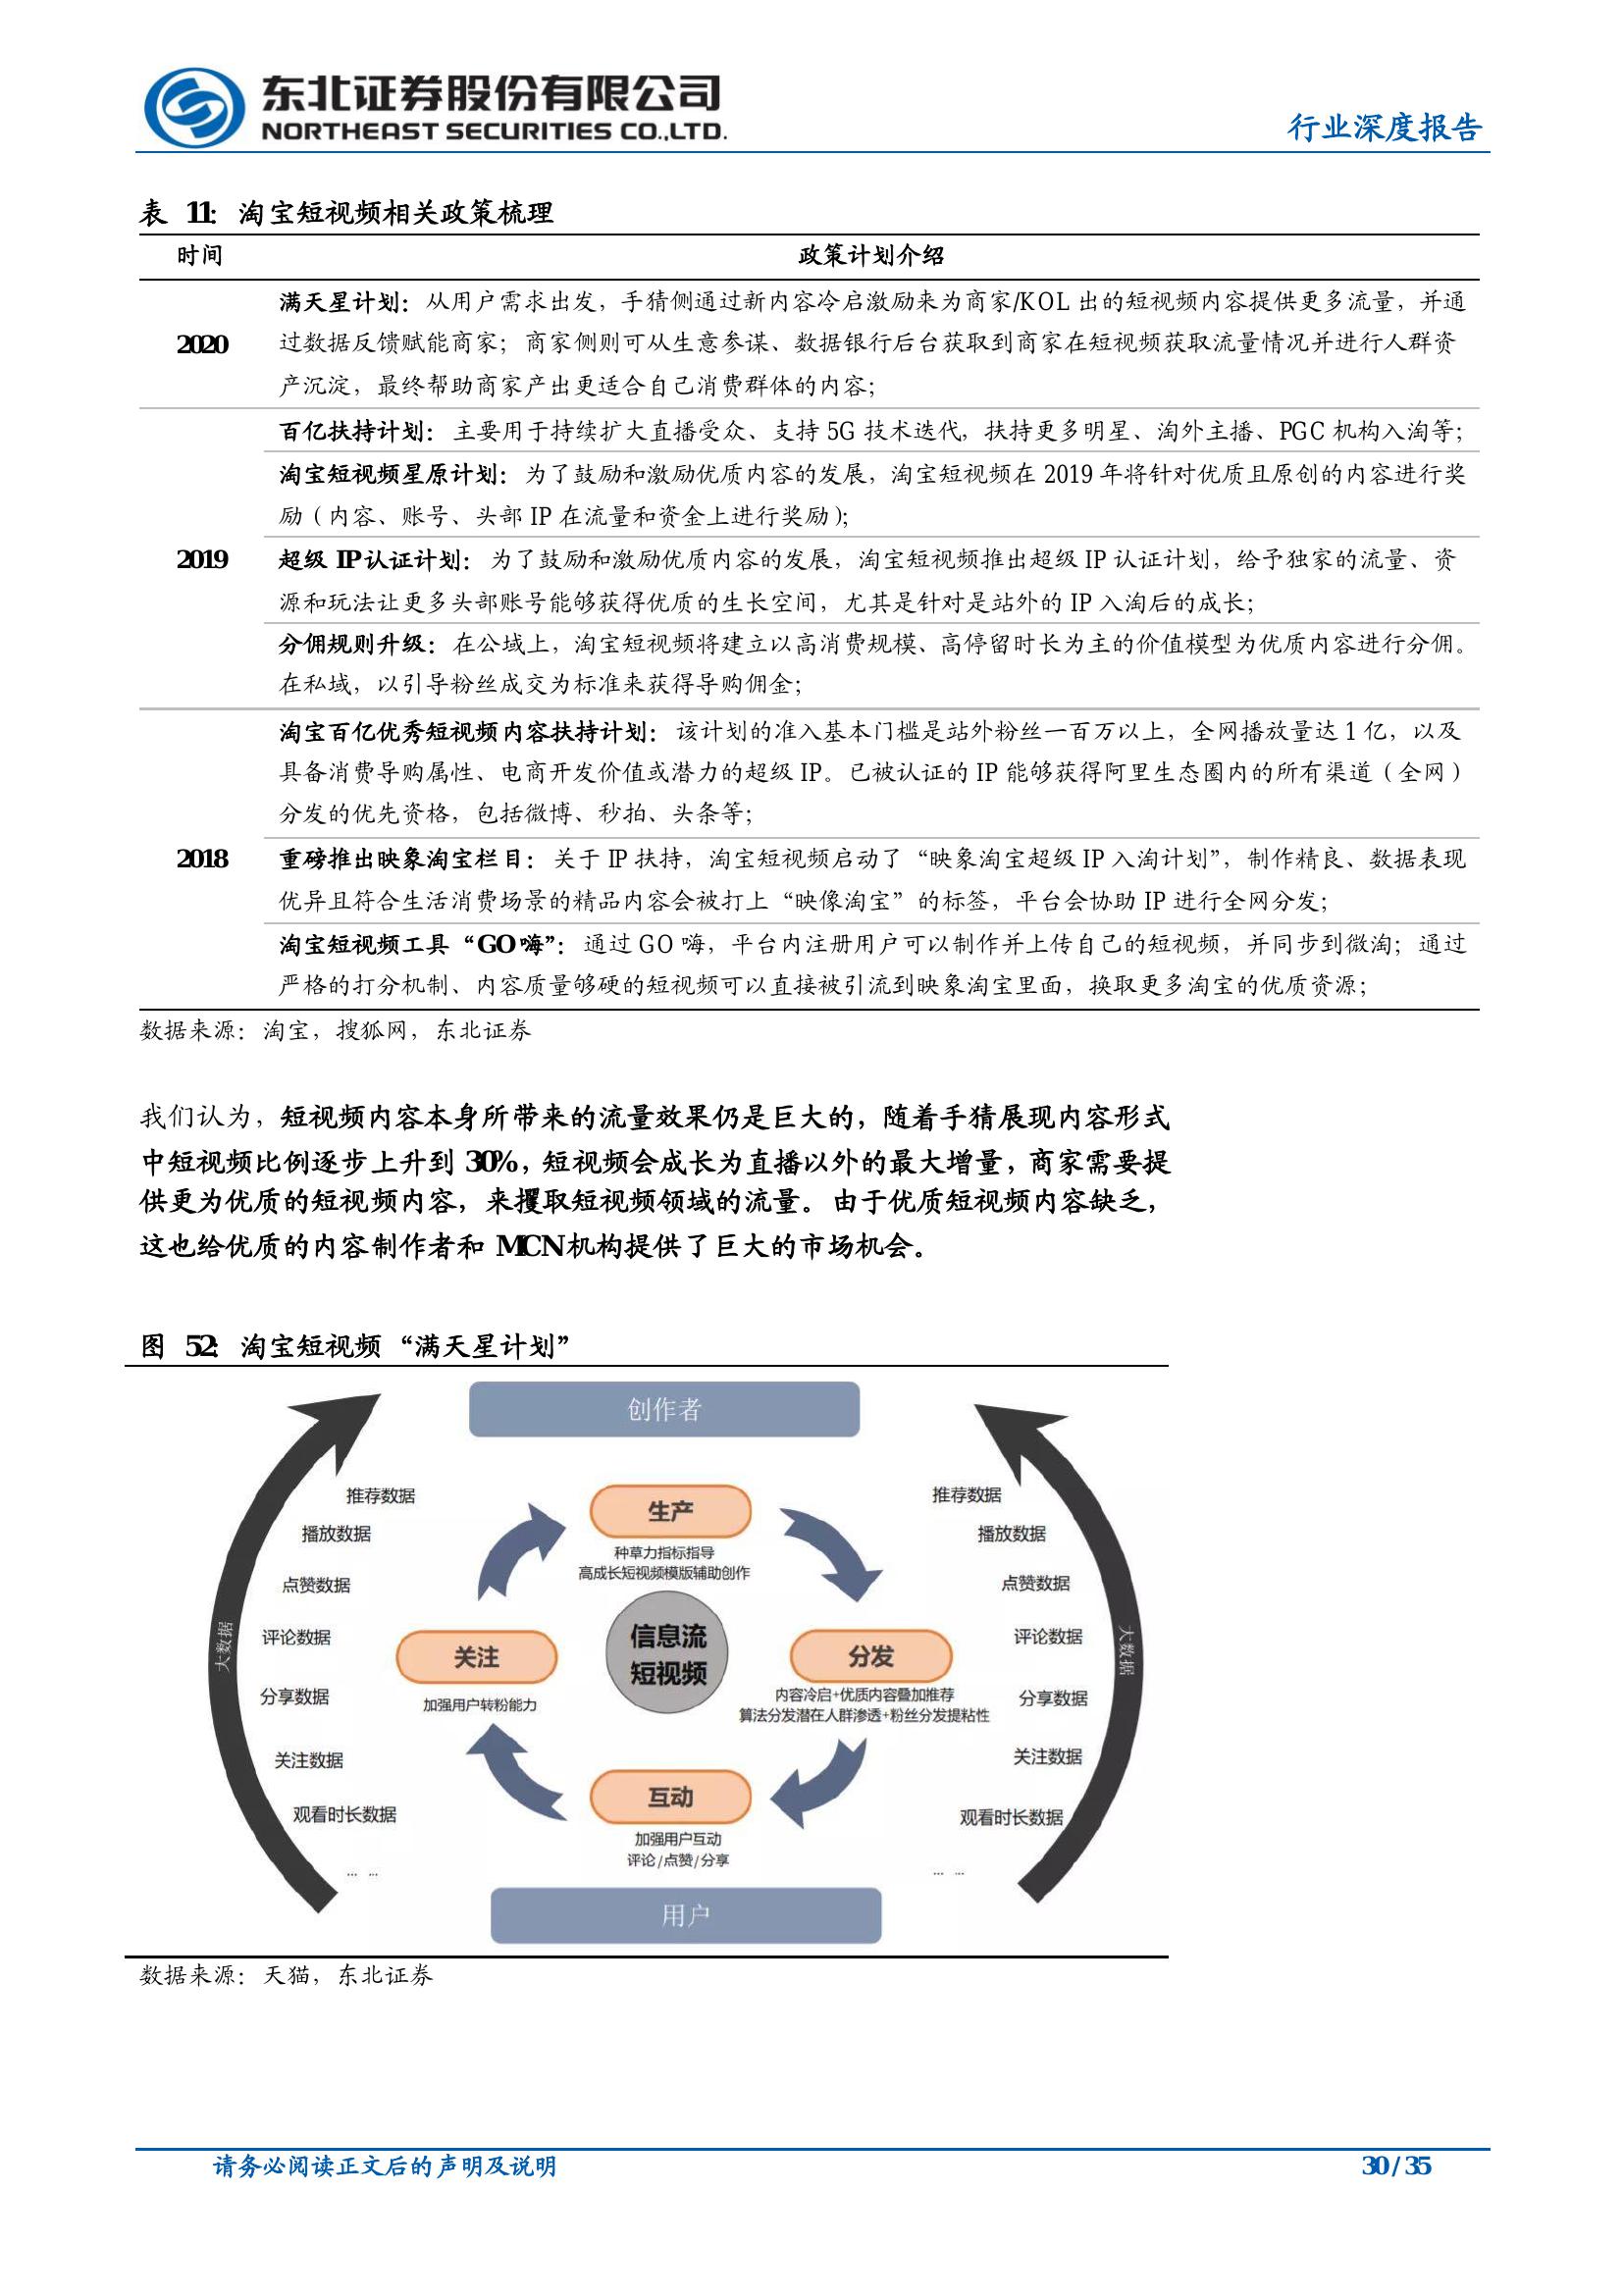 东北证券股份有限公司
NORTHEAST SECURITIES CO.,LTD.
行业深度报告
表 11: 淘宝短视频相关政策梳理
时间 政策计划介绍
满天星计划：从用户需求出发，手猜侧通过新内容冷启激励来为商家/KOL 出的短视频内容提供更多流量，并通
2020 过数据反馈赋能商家；商家侧则可从生意参谋、数据银行后台获取到商家在短视频获取流量情况并进行人群资
产沉淀，最终帮助商家产出更适合自己消费群体的内容；
百亿扶持计划：主要用于持续扩大直播受众、支持 5G 技术迭代，扶持更多明星、淘外主播、PGC 机构入淘等；
淘宝短视频星原计划：为了鼓励和激励优质内容的发展，淘宝短视频在 2019 年将针对优质且原创的内容进行奖
励（内容、账号、头部 IP 在流量和资金上进行奖励）；
2019 超级 IP 认证计划：为了鼓励和激励优质内容的发展，淘宝短视频推出超级 IP 认证计划，给予独家的流量、资
源和玩法让更多头部账号能够获得优质的生长空间，尤其是针对是站外的 IP 入淘后的成长；
分佣规则升级：在公域上，淘宝短视频将建立以高消费规模、高停留时长为主的价值模型为优质内容进行分佣。
在私域，以引导粉丝成交为标准来获得导购佣金；
淘宝百亿优秀短视频内容扶持计划：该计划的准入基本门槛是站外粉丝一百万以上，全网播放量达 1 亿，以及
具备消费导购属性、电商开发价值或潜力的超级 IP。已被认证的 IP 能够获得阿里生态圈内的所有渠道（全网）
分发的优先资格，包括微博、秒拍、头条等；
2018 重磅推出映象淘宝栏目：关于 IP 扶持，淘宝短视频启动了“映象淘宝超级 IP 入淘计划”，制作精良、数据表现
优异且符合生活消费场景的精品内容会被打上“映像淘宝”的标签，平台会协助 IP 进行全网分发；
淘宝短视频工具“GO 嗨”：通过 GO 嗨，平台内注册用户可以制作并上传自己的短视频，并同步到微淘；通过
严格的打分机制、内容质量够硬的短视频可以直接被引流到映象淘宝里面，换取更多淘宝的优质资源；
数据来源：淘宝，搜狐网，东北证券
我们认为，短视频内容本身所带来的流量效果仍是巨大的，随着手猜展现内容形式
中短视频比例逐步上升到 30%，短视频会成长为直播以外的最大增量，商家需要提
供更为优质的短视频内容，来攫取短视频领域的流量。由于优质短视频内容缺乏，
这也给优质的内容制作者和 MCN 机构提供了巨大的市场机会。
图 52: 淘宝短视频“满天星计划”
创作者
推荐数据
播放数据
点赞数据
评论数据
分享数据
关注数据
观看时长数据
... ...
大数据
生产
种草力指标指导
高成长短视频模版辅助创作
信息流
短视频
关注
加强用户转粉能力
分发
内容冷启+优质内容叠加推荐
算法分发潜在人群渗透+粉丝分发提粘性
互动
加强用户互动
评论/点赞/分享
推荐数据
播放数据
点赞数据
评论数据
分享数据
关注数据
观看时长数据
... ...
大数据
用户
数据来源：天猫，东北证券
请务必阅读正文后的声明及说明 30 / 35